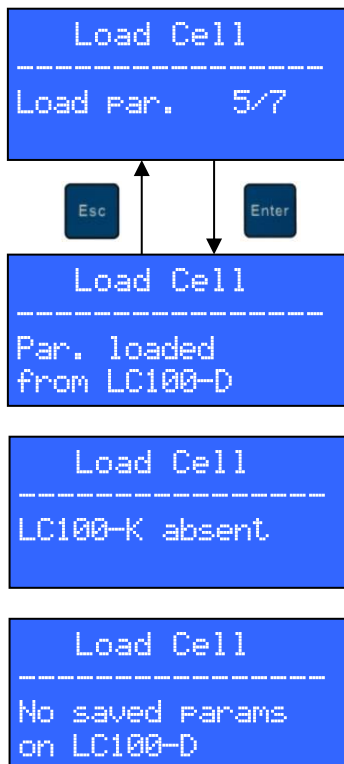 Load Cell
------------------
Load par. 5/7
Esc
Enter
Load Cell
------------------
Par. loaded
from LC100-D
Load Cell
------------------
LC100-K absent
Load Cell
------------------
No saved params
on LC100-D